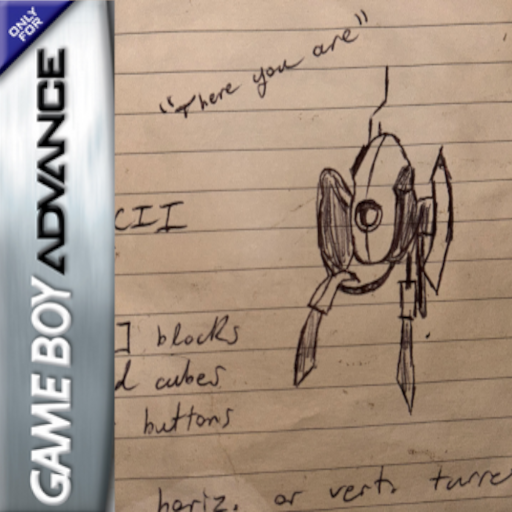 ONLY
FOR
GAME BOY ADVANCE
"There you are"
CII
] blocks
d cubes
buttons
horiz. or vert. turre